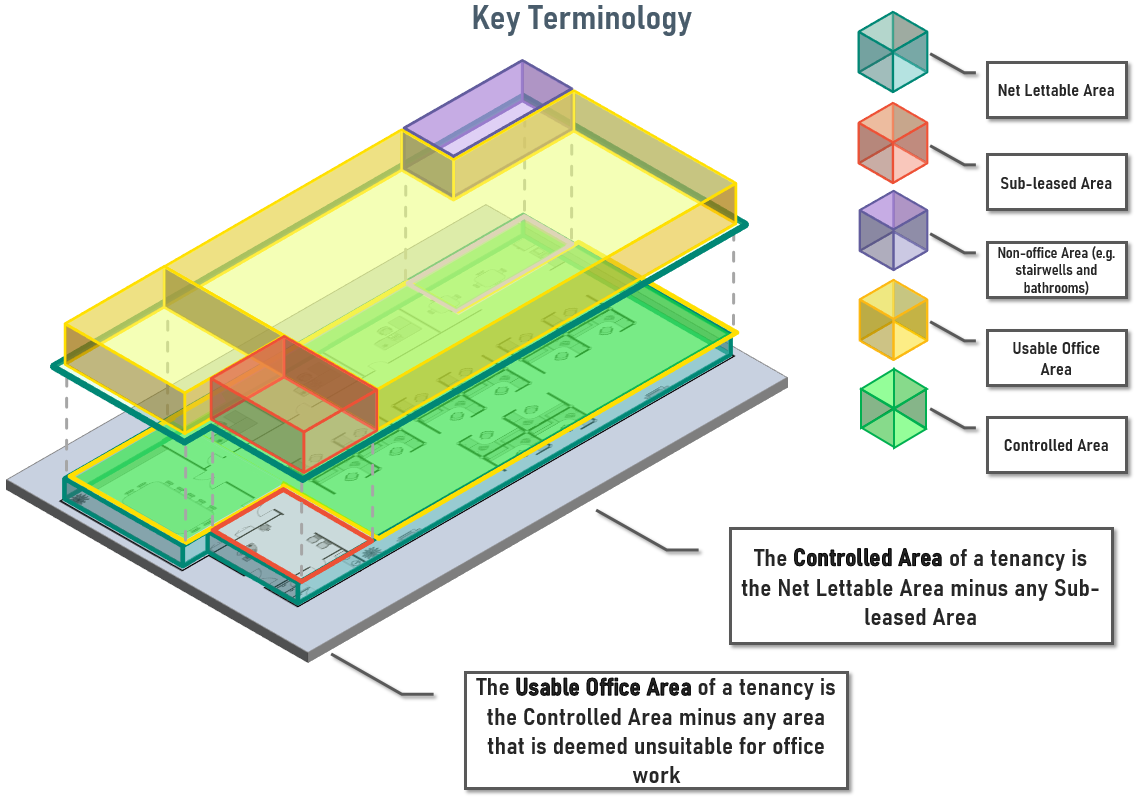 Key Terminology
Net Lettable Area
Sub-leased Area
Non-office Area (e.g.
stairwells and
bathrooms)
Usable Office
Area
Controlled Area
The Controlled Area of a tenancy is
the Net Lettable Area minus any Sub-
leased Area
The Usable Office Area of a tenancy is
the Controlled Area minus any area
that is deemed unsuitable for office
work